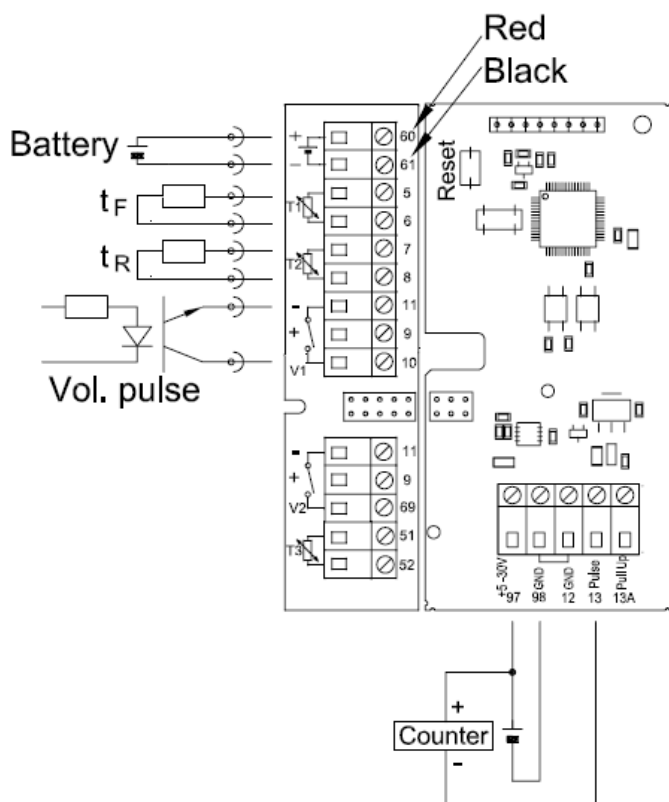 Red
Black
Battery
+
60
−
61
Reset
tF
T1
5
6
tR
T2
7
8
-
11
+
9
V1
10
Vol. pulse
-
11
+
9
V2
69
T3
51
52
+5-30V
GND
GND
Pulse
Pull Up
97
98
12
13
13A
+
Counter
-